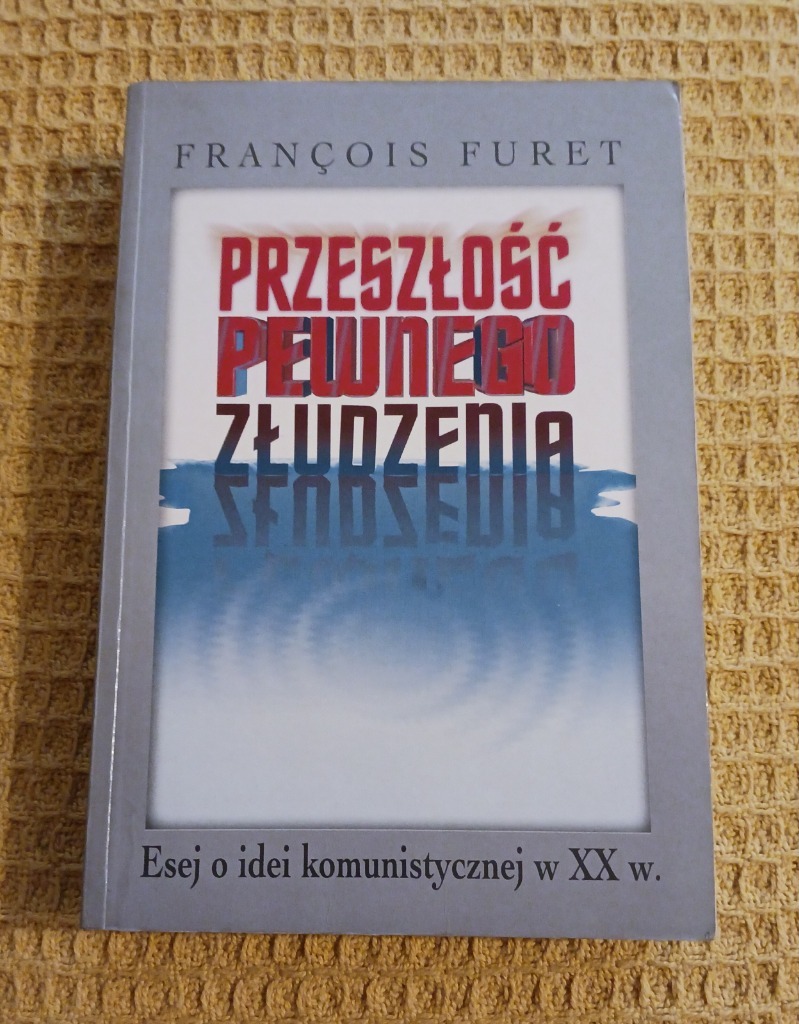 FRANÇOIS FURET
PRZESZŁOŚĆ
PEWNEGO
ZŁUDZENIA
Esej o idei komunistycznej w XX w.